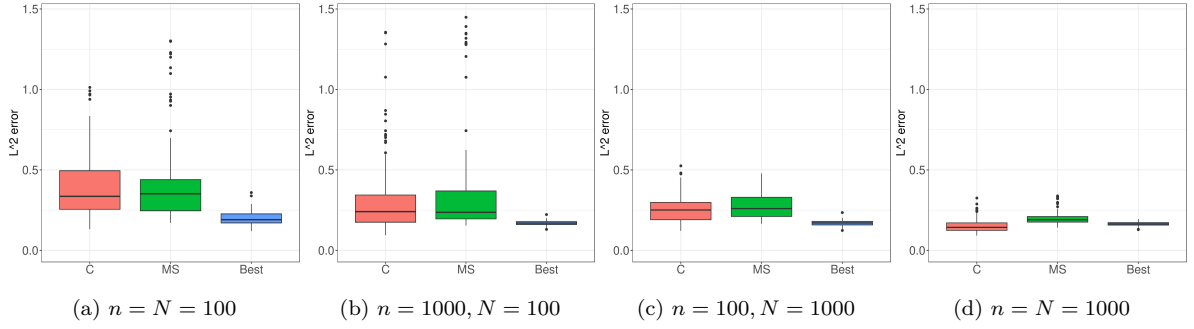 L^2 error
1.5
1.0
0.5
0.0
C MS Best
(a) n = N = 100
L^2 error
1.5
1.0
0.5
0.0
C MS Best
(b) n = 1000, N = 100
L^2 error
1.5
1.0
0.5
0.0
C MS Best
(c) n = 100, N = 1000
L^2 error
1.5
1.0
0.5
0.0
C MS Best
(d) n = N = 1000